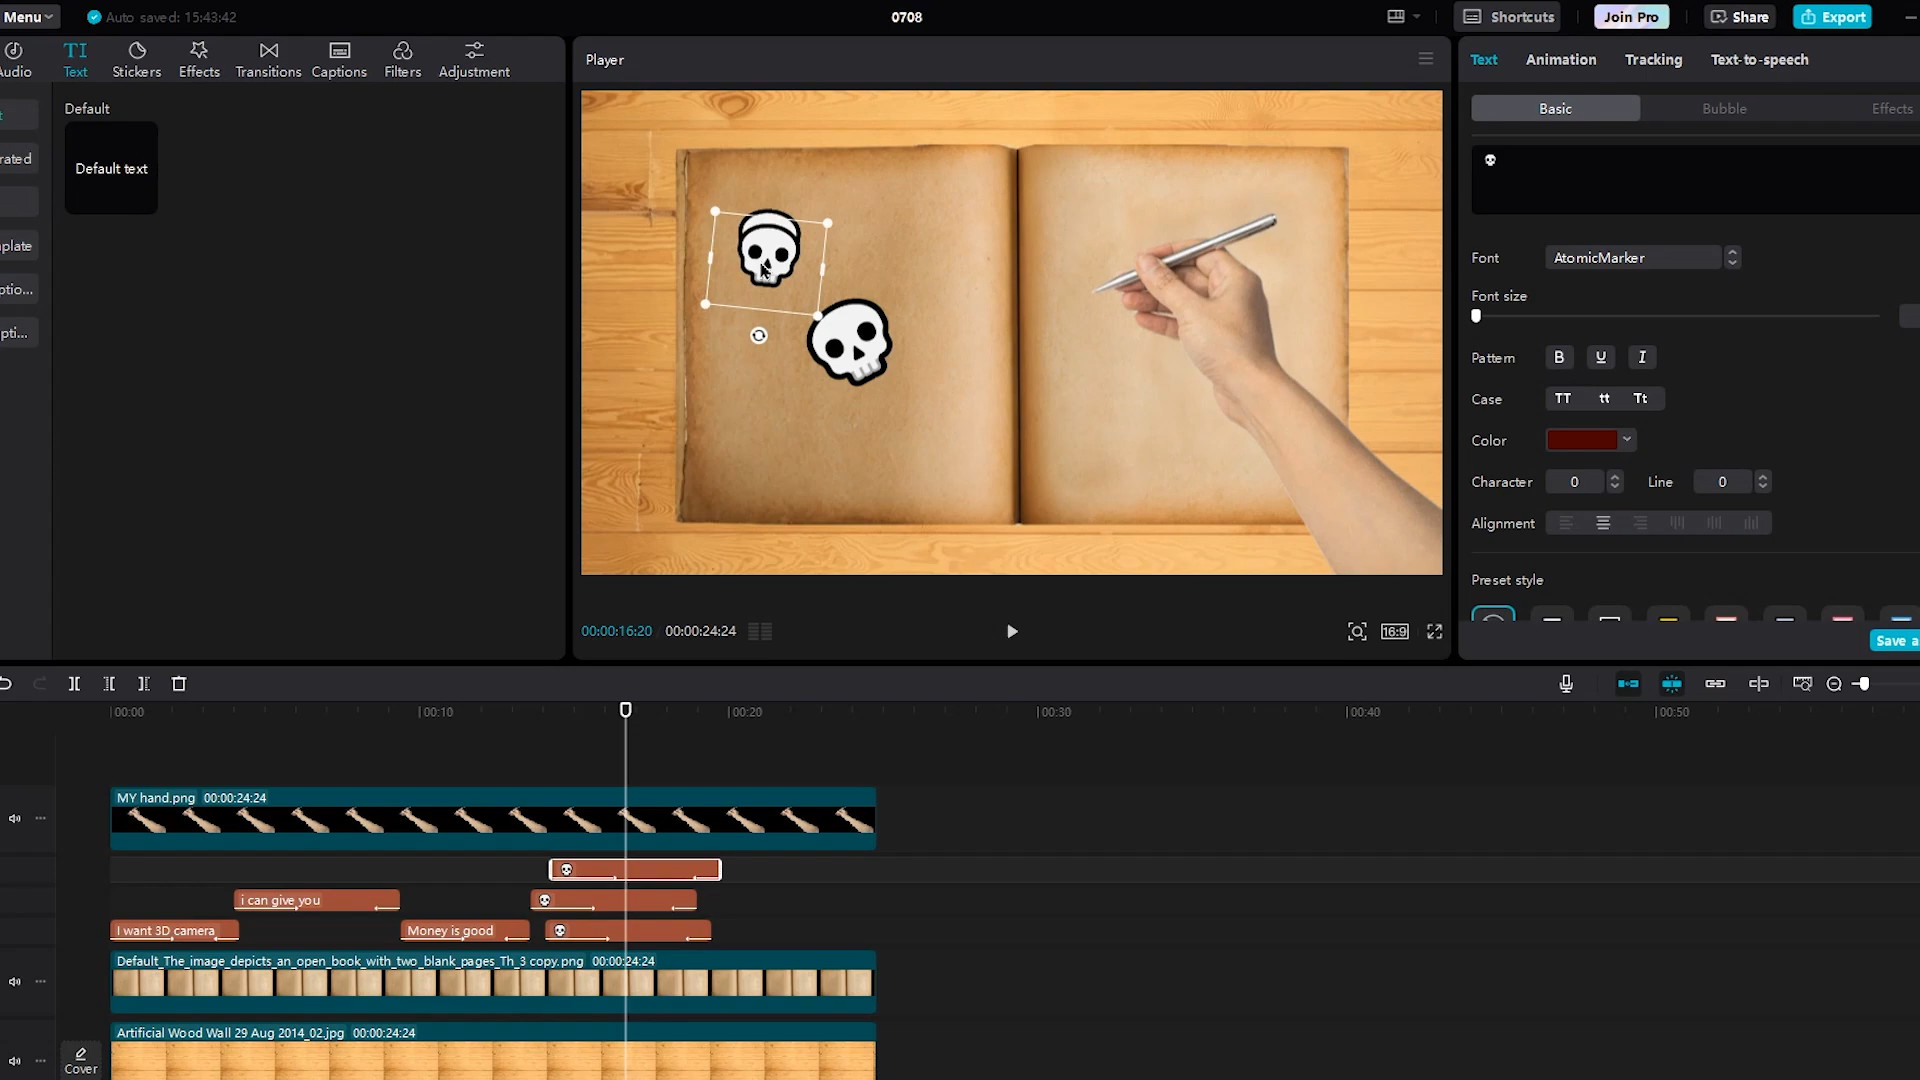 Menu
Auto saved: 15:43:42
0708
Shortcuts
Join Pro
Share
Export
Audio
TI
Text
Stickers
Effects
Transitions
Captions
Filters
Adjustment
Default
Default text
Player
Text
Animation
Tracking
Text-to-speech
Basic
Bubble
Effects
Font
AtomicMarker
Font size
Pattern
B
U
I
Case
TT
tt
Tt
Color
Character
0
Line
0
Alignment
Preset style
Save a
00:00:16:20
00:00:24:24
16:9
00:00
00:10
00:20
00:30
00:40
00:50
MY hand.png 00:00:24:24
i can give you
I want 3D camera
Money is good
Default_The_image_depicts_an_open_book_with_two_blank_pages_Th_3 copy.png 00:00:24:24
Artificial Wood Wall 29 Aug 2014_02.jpg 00:00:24:24
Cover